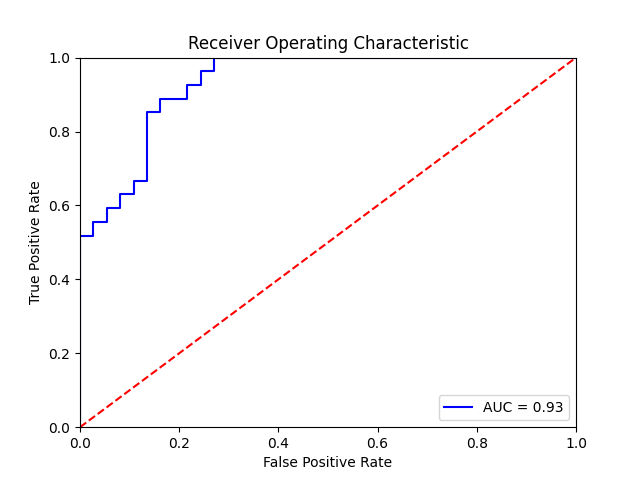 Receiver Operating Characteristic
True Positive Rate
1.0
0.8
0.6
0.4
0.2
0.0
AUC = 0.93
0.0 0.2 0.4 0.6 0.8 1.0
False Positive Rate